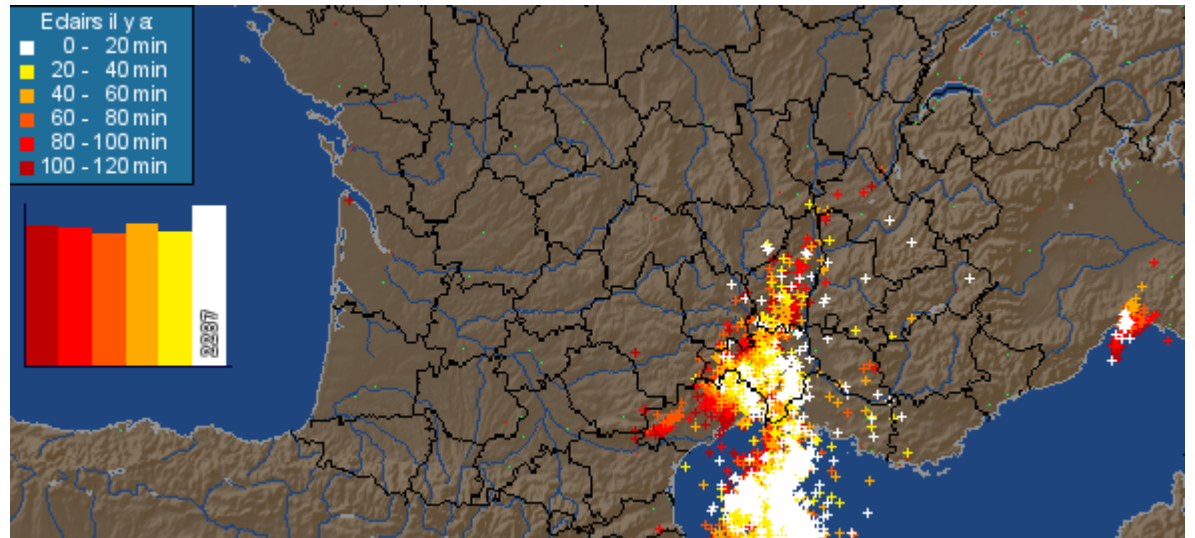 Eclairs il y a:
0 - 20 min
20 - 40 min
40 - 60 min
60 - 80 min
80 - 100 min
100 - 120 min
2287